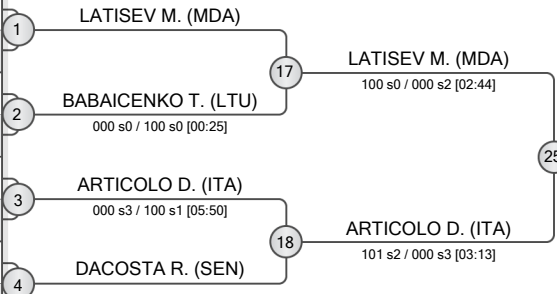 LATISEV M. (MDA)
1
17
LATISEV M. (MDA)
100 s0 / 000 s2 [02:44]
BABAICENKO T. (LTU)
2
000 s0 / 100 s0 [00:25]
25
ARTICOLO D. (ITA)
3
000 s3 / 100 s1 [05:50]
18
ARTICOLO D. (ITA)
101 s2 / 000 s3 [03:13]
DACOSTA R. (SEN)
4